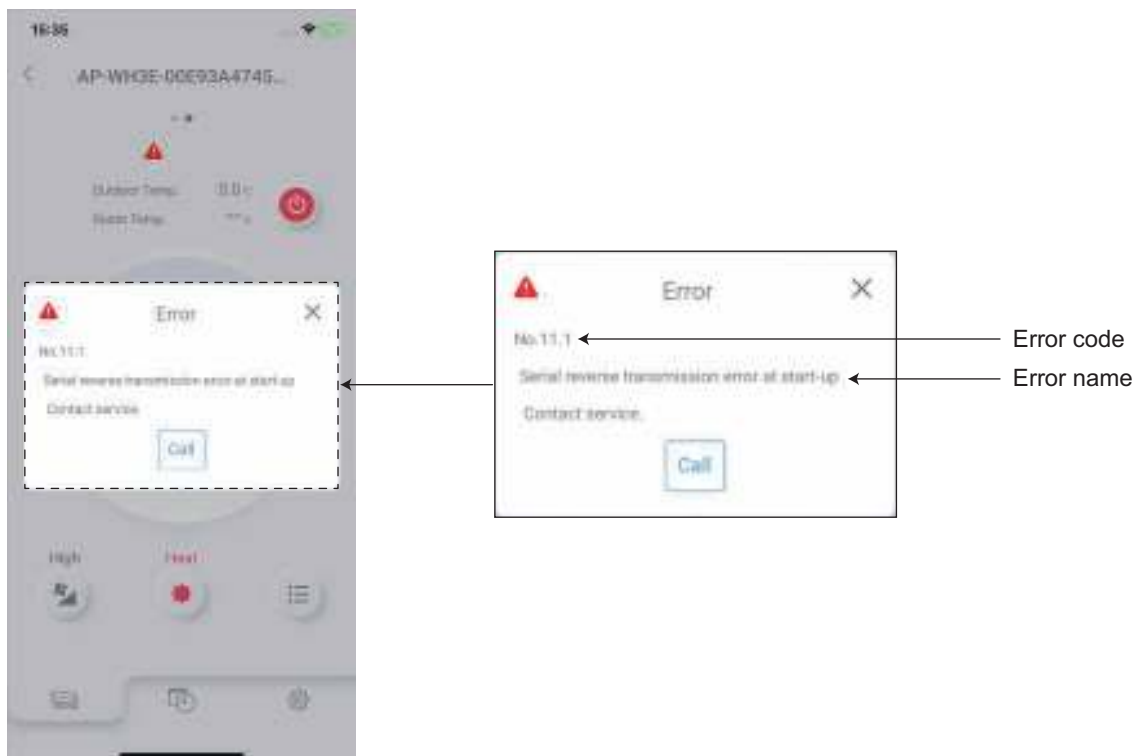 16:35
AP-WH3E-00E93A4745...
Outdoor Temp. 0.0
Room Temp.
Error
No.11.1
Serial reverse transmission error at start-up
Contact service.
Call
High Heat
Error
No.11.1
Serial reverse transmission error at start-up
Contact service.
Call
Error code
Error name